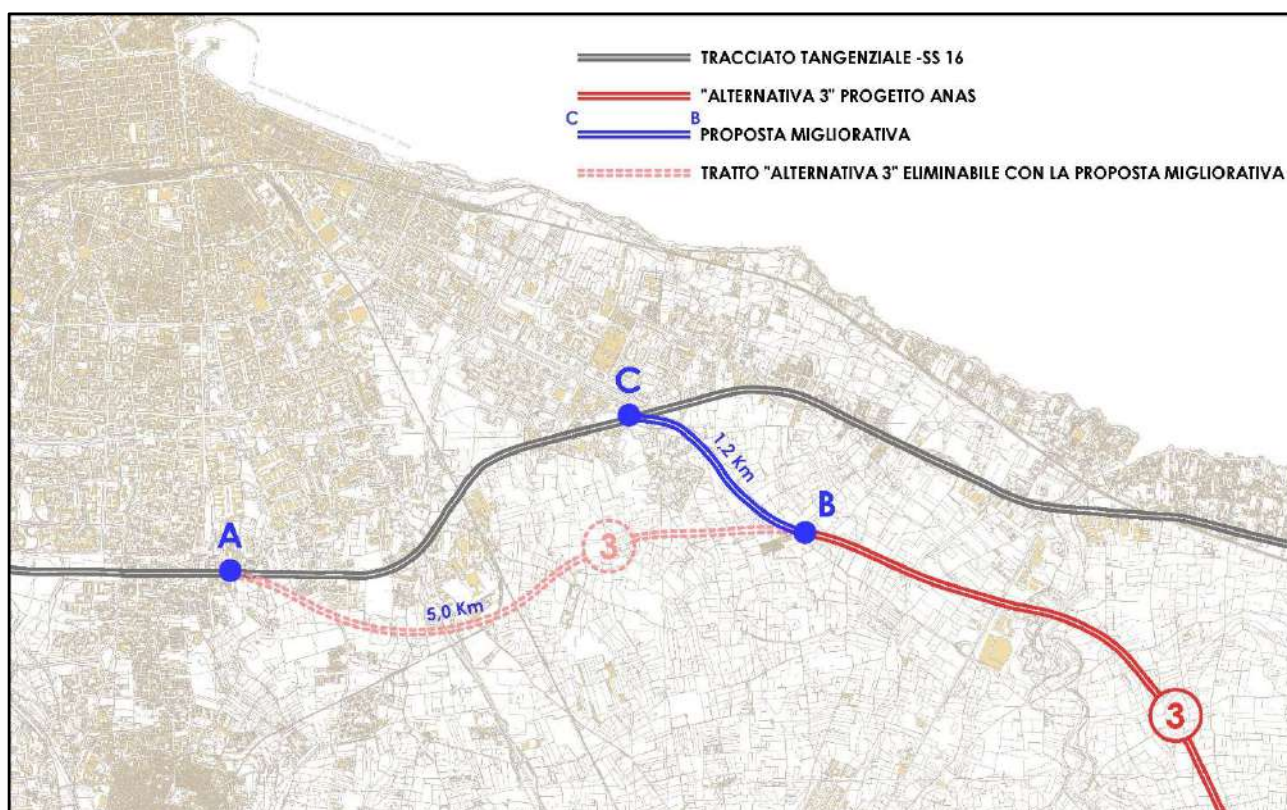 TRACCIATO TANGENZIALE -SS 16
"ALTERNATIVA 3" PROGETTO ANAS
C B
PROPOSTA MIGLIORATIVA
TRATTO "ALTERNATIVA 3" ELIMINABILE CON LA PROPOSTA MIGLIORATIVA
C
1,2 Km
B
A
3
5,0 Km
3